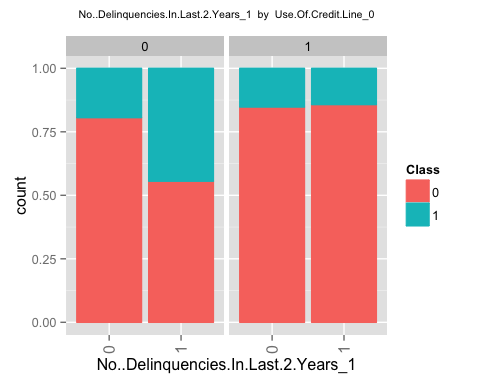 No..Delinquencies.In.Last.2.Years_1 by Use.Of.Credit.Line_0
0 1
1.00
0.75
0.50
0.25
0.00
count
0 1 0 1
No..Delinquencies.In.Last.2.Years_1
Class
0
1